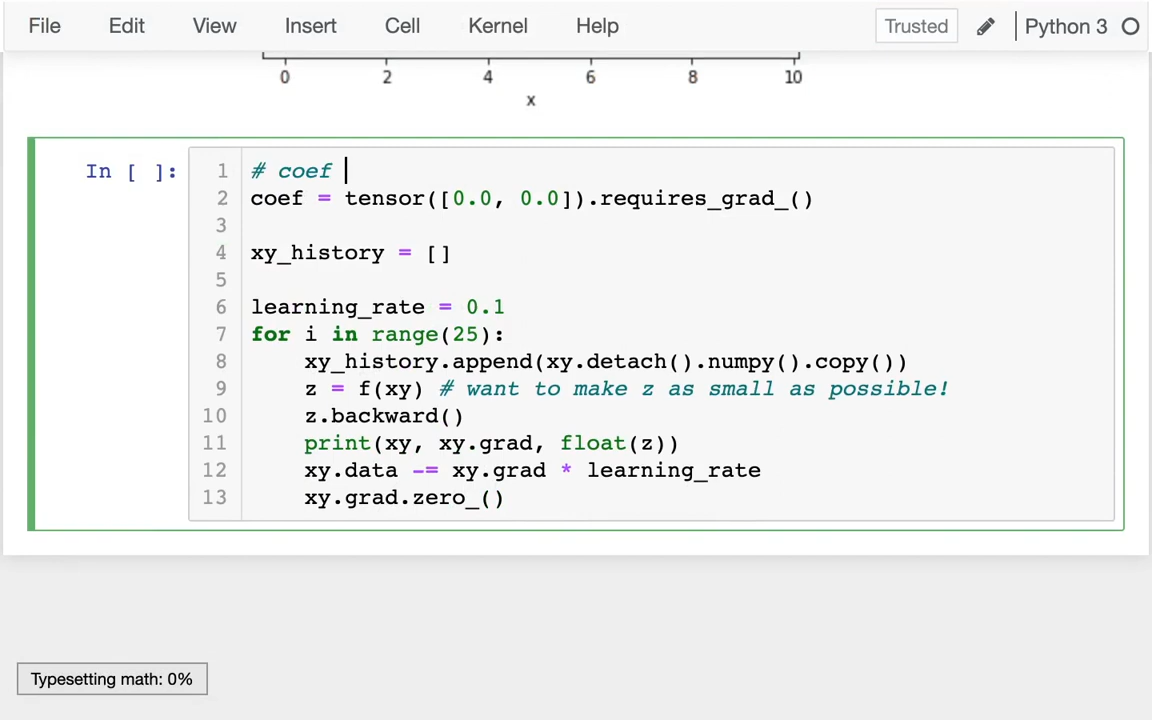 File Edit View Insert Cell Kernel Help Trusted Python 3
0 2 4 6 8 10
x
In [ ]:
1 # coef
2 coef = tensor([0.0, 0.0]).requires_grad_()
3
4 xy_history = []
5
6 learning_rate = 0.1
7 for i in range(25):
8     xy_history.append(xy.detach().numpy().copy())
9     z = f(xy) # want to make z as small as possible!
10     z.backward()
11     print(xy, xy.grad, float(z))
12     xy.data -= xy.grad * learning_rate
13     xy.grad.zero_()
Typesetting math: 0%